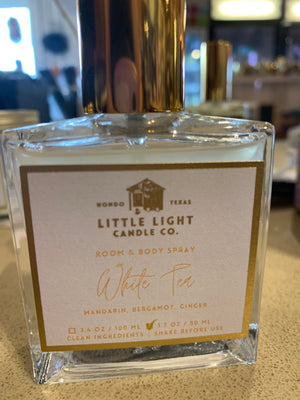 HONDO TEXAS
LITTLE LIGHT
CANDLE CO.
ROOM & BODY SPRAY
White Tea
MANDARIN, BERGAMOT, GINGER
3.4 OZ / 100 ML 1.7 OZ / 50 ML
CLEAN INGREDIENTS | SHAKE BEFORE USE